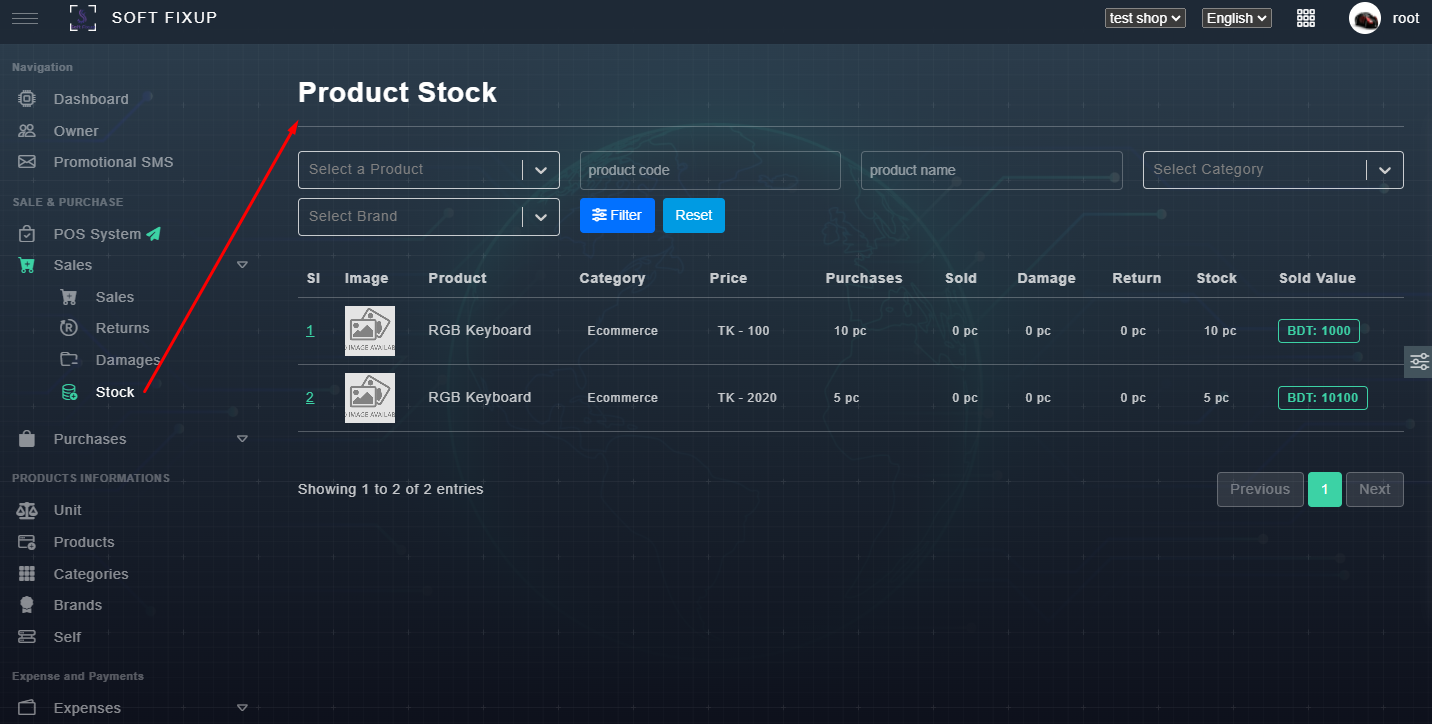 SOFT FIXUP
test shop
English
root
Navigation
Dashboard
Owner
Promotional SMS
SALE & PURCHASE
POS System
Sales
Sales
Returns
Damages
Stock
Purchases
PRODUCTS INFORMATIONS
Unit
Products
Categories
Brands
Self
Expense and Payments
Expenses
Product Stock
Select a Product
product code
product name
Select Category
Select Brand
Filter
Reset
Sl Image Product Category Price Purchases Sold Damage Return Stock Sold Value
1 RGB Keyboard Ecommerce TK - 100 10 pc 0 pc 0 pc 0 pc 10 pc BDT: 1000
2 RGB Keyboard Ecommerce TK - 2020 5 pc 0 pc 0 pc 0 pc 5 pc BDT: 10100
Showing 1 to 2 of 2 entries
Previous 1 Next